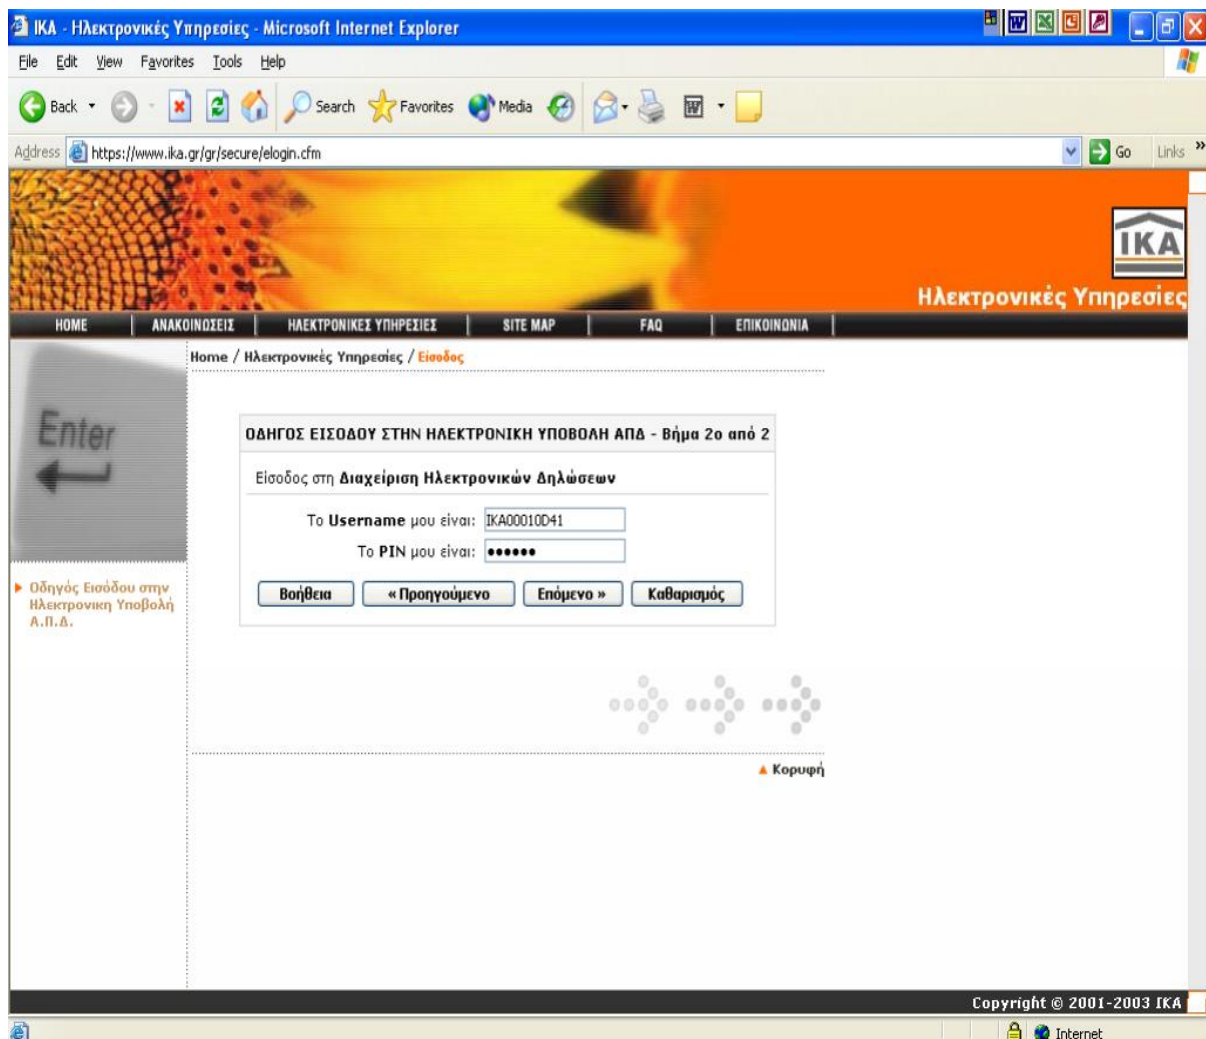 ΙΚΑ - Ηλεκτρονικές Υπηρεσίες - Microsoft Internet Explorer
File Edit View Favorites Tools Help
Back Search Favorites Media
Address https://www.ika.gr/gr/secure/elogin.cfm Go Links »
ΙΚΑ
Ηλεκτρονικές Υπηρεσίες
HOME ΑΝΑΚΟΙΝΩΣΕΙΣ ΗΛΕΚΤΡΟΝΙΚΕΣ ΥΠΗΡΕΣΙΕΣ SITE MAP FAQ ΕΠΙΚΟΙΝΩΝΙΑ
Home / Ηλεκτρονικές Υπηρεσίες / Είσοδος
Enter
ΟΔΗΓΟΣ ΕΙΣΟΔΟΥ ΣΤΗΝ ΗΛΕΚΤΡΟΝΙΚΗ ΥΠΟΒΟΛΗ ΑΠΔ - Βήμα 2ο από 2
Είσοδος στη Διαχείριση Ηλεκτρονικών Δηλώσεων
Το Username μου είναι: IKA00010D41
Το PIN μου είναι: ●●●●●●
Βοήθεια « Προηγούμενο Επόμενο » Καθαρισμός
Οδηγός Εισόδου στην
Ηλεκτρονικη Υποβολή
Α.Π.Δ.
Κορυφή
Copyright © 2001-2003 IKA
Internet